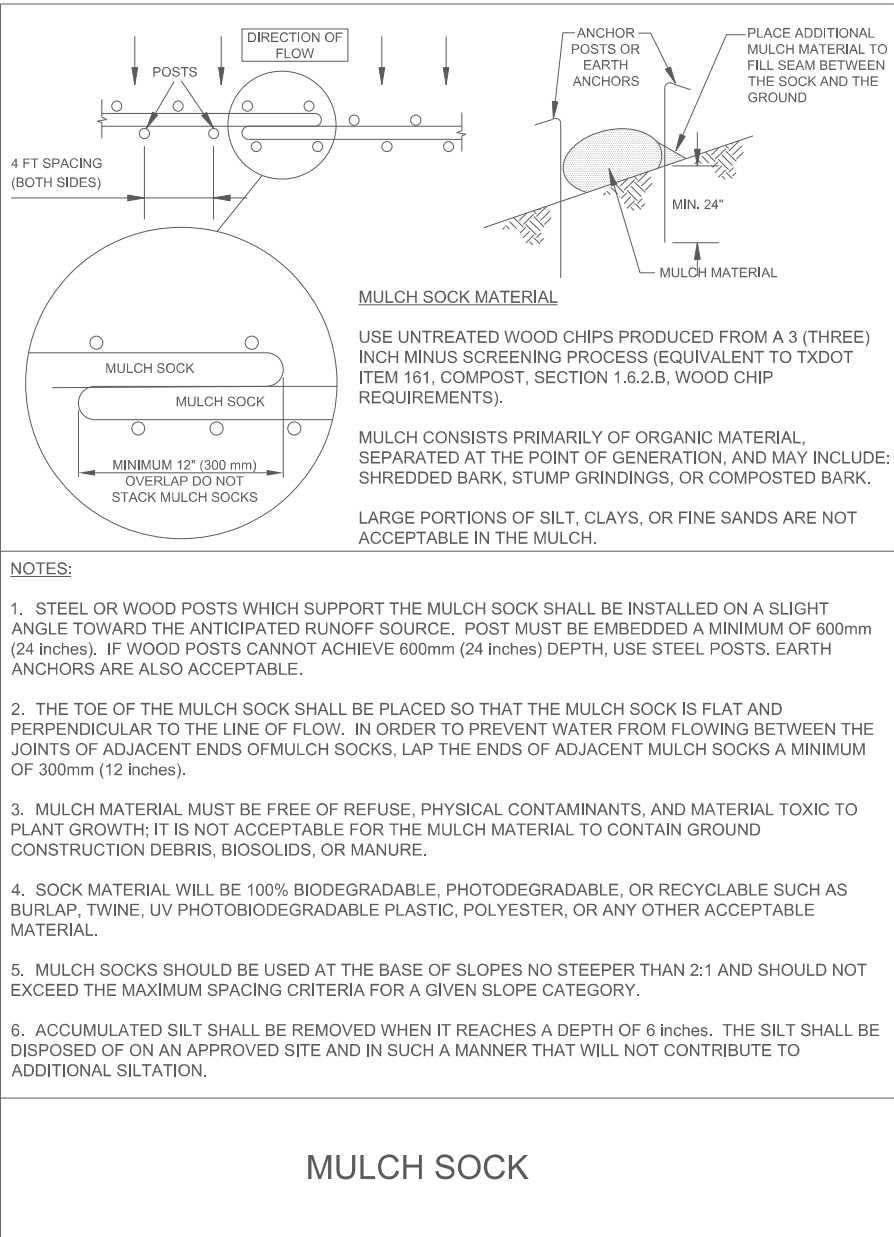 DIRECTION OF
FLOW
POSTS
4 FT SPACING
(BOTH SIDES)
ANCHOR
POSTS OR
EARTH
ANCHORS
PLACE ADDITIONAL
MULCH MATERIAL TO
FILL SEAM BETWEEN
THE SOCK AND THE
GROUND
MIN. 24"
MULCH MATERIAL
MULCH SOCK
MULCH SOCK
MINIMUM 12" (300 mm)
OVERLAP DO NOT
STACK MULCH SOCKS
MULCH SOCK MATERIAL
USE UNTREATED WOOD CHIPS PRODUCED FROM A 3 (THREE)
INCH MINUS SCREENING PROCESS (EQUIVALENT TO TXDOT
ITEM 161, COMPOST, SECTION 1.6.2.B, WOOD CHIP
REQUIREMENTS).
MULCH CONSISTS PRIMARILY OF ORGANIC MATERIAL,
SEPARATED AT THE POINT OF GENERATION, AND MAY INCLUDE:
SHREDDED BARK, STUMP GRINDINGS, OR COMPOSTED BARK.
LARGE PORTIONS OF SILT, CLAYS, OR FINE SANDS ARE NOT
ACCEPTABLE IN THE MULCH.
NOTES:
1. STEEL OR WOOD POSTS WHICH SUPPORT THE MULCH SOCK SHALL BE INSTALLED ON A SLIGHT
ANGLE TOWARD THE ANTICIPATED RUNOFF SOURCE. POST MUST BE EMBEDDED A MINIMUM OF 600mm
(24 inches). IF WOOD POSTS CANNOT ACHIEVE 600mm (24 inches) DEPTH, USE STEEL POSTS. EARTH
ANCHORS ARE ALSO ACCEPTABLE.
2. THE TOE OF THE MULCH SOCK SHALL BE PLACED SO THAT THE MULCH SOCK IS FLAT AND
PERPENDICULAR TO THE LINE OF FLOW. IN ORDER TO PREVENT WATER FROM FLOWING BETWEEN THE
JOINTS OF ADJACENT ENDS OFMULCH SOCKS, LAP THE ENDS OF ADJACENT MULCH SOCKS A MINIMUM
OF 300mm (12 inches).
3. MULCH MATERIAL MUST BE FREE OF REFUSE, PHYSICAL CONTAMINANTS, AND MATERIAL TOXIC TO
PLANT GROWTH; IT IS NOT ACCEPTABLE FOR THE MULCH MATERIAL TO CONTAIN GROUND
CONSTRUCTION DEBRIS, BIOSOLIDS, OR MANURE.
4. SOCK MATERIAL WILL BE 100% BIODEGRADABLE, PHOTODEGRADABLE, OR RECYCLABLE SUCH AS
BURLAP, TWINE, UV PHOTOBIODEGRADABLE PLASTIC, POLYESTER, OR ANY OTHER ACCEPTABLE
MATERIAL.
5. MULCH SOCKS SHOULD BE USED AT THE BASE OF SLOPES NO STEEPER THAN 2:1 AND SHOULD NOT
EXCEED THE MAXIMUM SPACING CRITERIA FOR A GIVEN SLOPE CATEGORY.
6. ACCUMULATED SILT SHALL BE REMOVED WHEN IT REACHES A DEPTH OF 6 inches. THE SILT SHALL BE
DISPOSED OF ON AN APPROVED SITE AND IN SUCH A MANNER THAT WILL NOT CONTRIBUTE TO
ADDITIONAL SILTATION.
MULCH SOCK